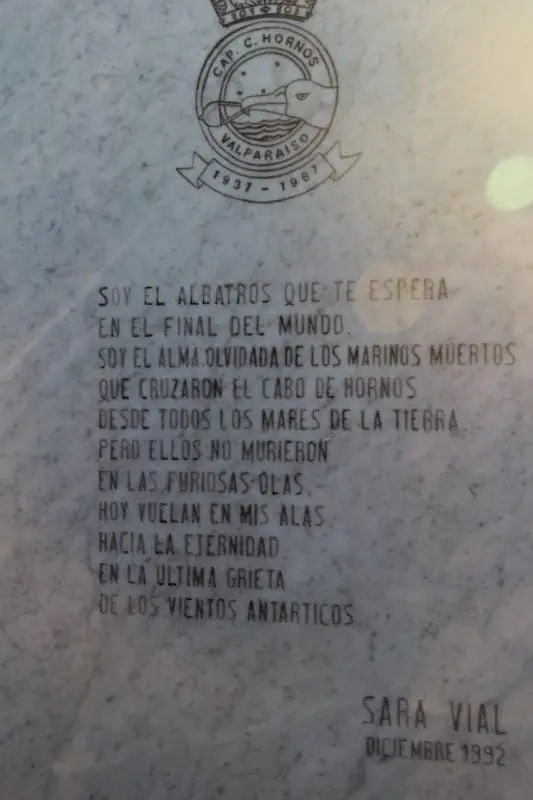 CAP. C. HORNOS
VALPARAISO
1937 - 1987
SOY EL ALBATROS QUE TE ESPERA
EN EL FINAL DEL MUNDO.
SOY EL ALMA OLVIDADA DE LOS MARINOS MUERTOS
QUE CRUZARON EL CABO DE HORNOS
DESDE TODOS LOS MARES DE LA TIERRA.
PERO ELLOS NO MURIERON
EN LAS FURIOSAS OLAS.
HOY VUELAN EN MIS ALAS
HACIA LA ETERNIDAD
EN LA ULTIMA GRIETA
DE LOS VIENTOS ANTARTICOS.
SARA VIAL
DICIEMBRE 1992